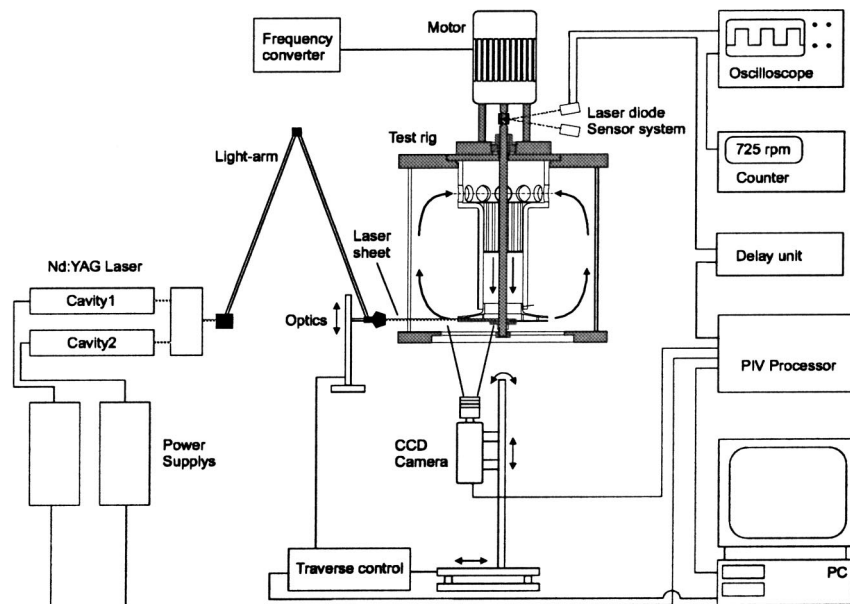 Motor
Frequency
converter
Oscilloscope
Laser diode
Sensor system
Test rig
Light-arm
725 rpm
Counter
Laser
sheet
Nd:YAG Laser
Delay unit
Cavity1
Optics
Cavity2
PIV Processor
CCD
Camera
Power
Supplys
Traverse control
PC